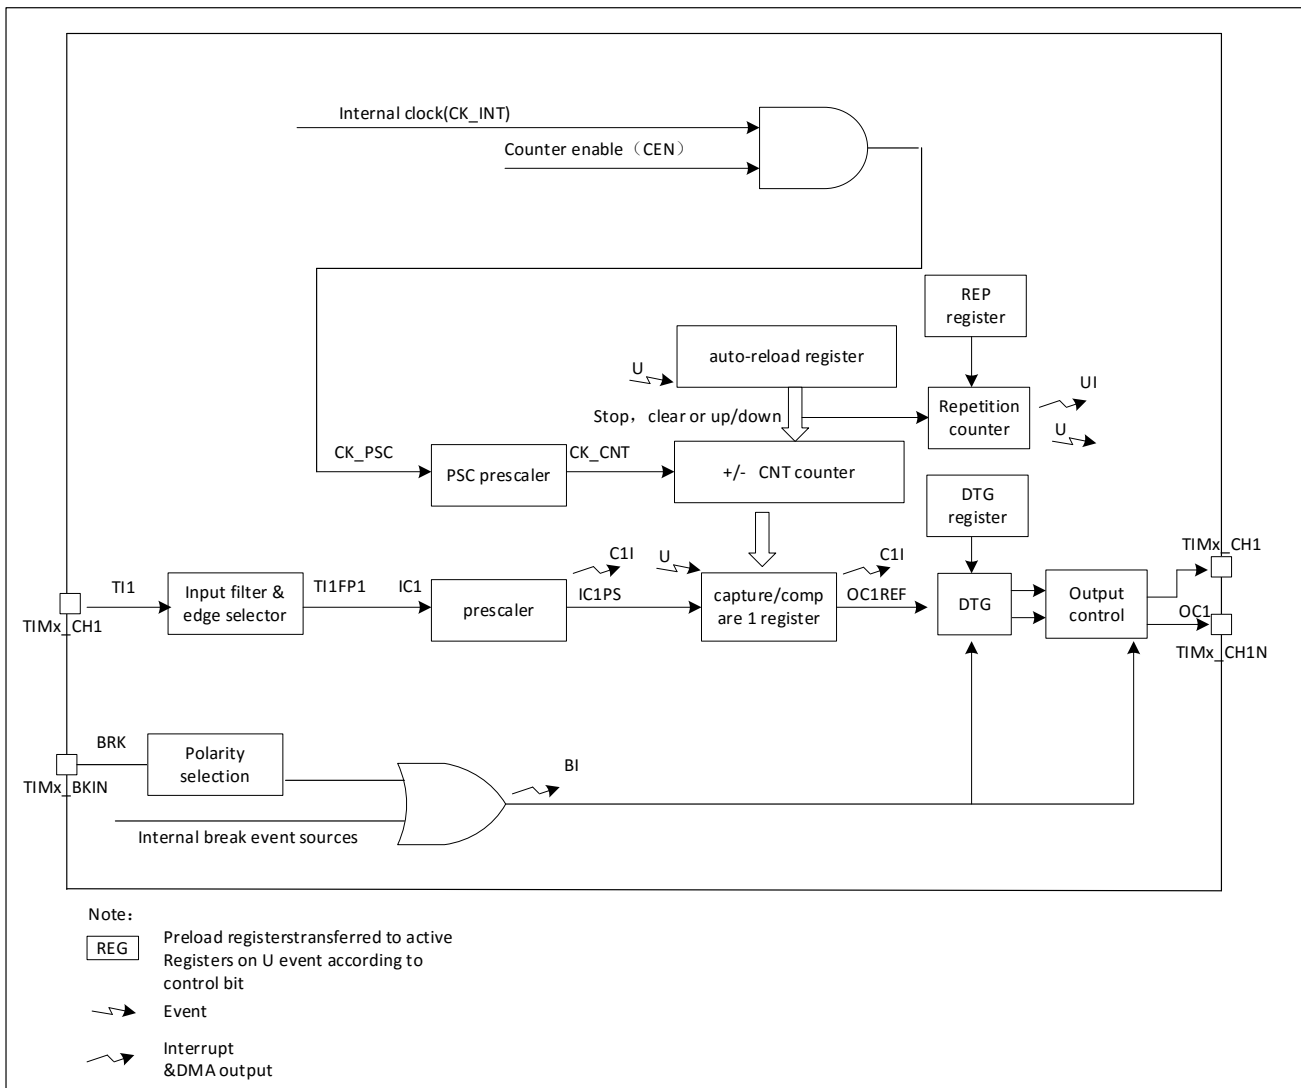 Internal clock(CK_INT)
Counter enable（CEN）
REP
register
auto-reload register
U
UI
Stop，clear or up/down
Repetition
counter
U
CK_PSC
PSC prescaler
CK_CNT
+/-   CNT counter
DTG
register
TIMx_CH1
TI1
Input filter &
edge selector
TI1FP1
IC1
prescaler
C1I
IC1PS
U
capture/comp
are 1 register
C1I
OC1REF
DTG
Output
control
OC1
TIMx_CH1
TIMx_CH1N
BRK
Polarity
selection
TIMx_BKIN
BI
Internal break event sources
Note：
REG
Preload registerstransferred to active
Registers on U event according to
control bit
Event
Interrupt
&DMA output